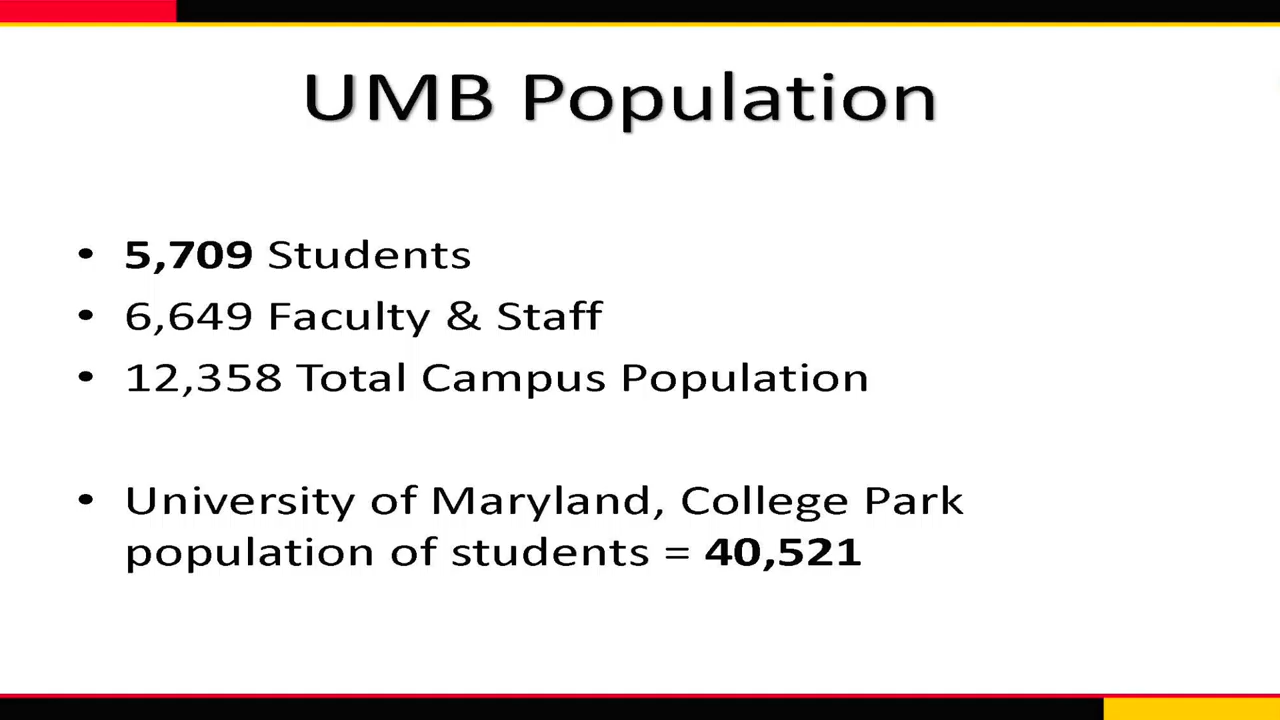 UMB Population
• 5,709 Students
• 6,649 Faculty & Staff
• 12,358 Total Campus Population
• University of Maryland, College Park
population of students = 40,521